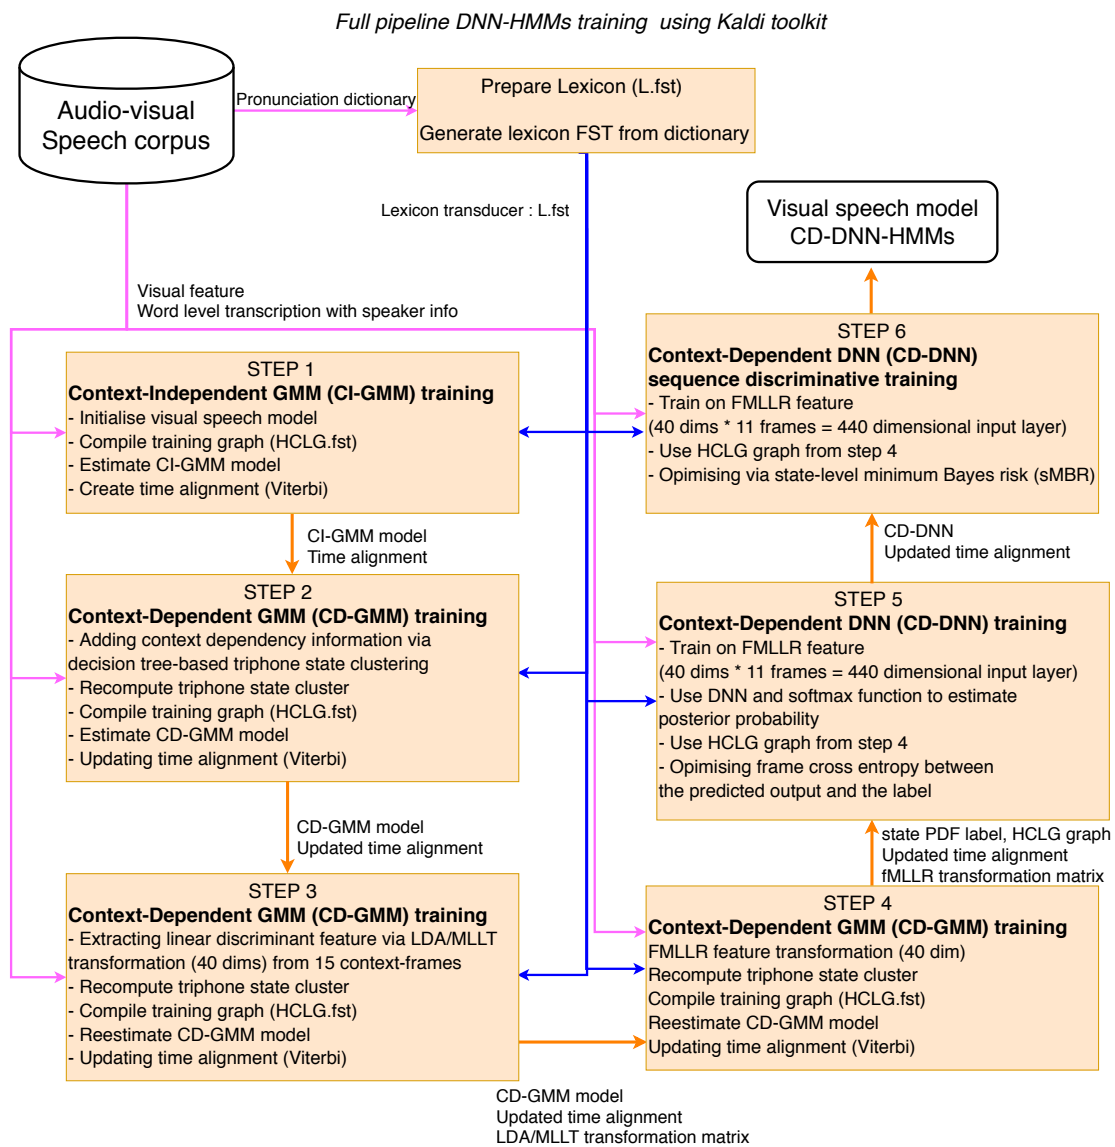 Full pipeline DNN-HMMs training using Kaldi toolkit
Audio-visual
Speech corpus
Pronunciation dictionary
Prepare Lexicon (L.fst)
Generate lexicon FST from dictionary
Lexicon transducer : L.fst
Visual speech model
CD-DNN-HMMs
Visual feature
Word level transcription with speaker info
STEP 1
Context-Independent GMM (CI-GMM) training
- Initialise visual speech model
- Compile training graph (HCLG.fst)
- Estimate CI-GMM model
- Create time alignment (Viterbi)
CI-GMM model
Time alignment
STEP 2
Context-Dependent GMM (CD-GMM) training
- Adding context dependency information via
decision tree-based triphone state clustering
- Recompute triphone state cluster
- Compile training graph (HCLG.fst)
- Estimate CD-GMM model
- Updating time alignment (Viterbi)
CD-GMM model
Updated time alignment
STEP 3
Context-Dependent GMM (CD-GMM) training
- Extracting linear discriminant feature via LDA/MLLT
transformation (40 dims) from 15 context-frames
- Recompute triphone state cluster
- Compile training graph (HCLG.fst)
- Reestimate CD-GMM model
- Updating time alignment (Viterbi)
CD-GMM model
Updated time alignment
LDA/MLLT transformation matrix
STEP 4
Context-Dependent GMM (CD-GMM) training
FMLLR feature transformation (40 dim)
Recompute triphone state cluster
Compile training graph (HCLG.fst)
Reestimate CD-GMM model
Updating time alignment (Viterbi)
state PDF label, HCLG graph
Updated time alignment
fMLLR transformation matrix
STEP 5
Context-Dependent DNN (CD-DNN) training
- Train on FMLLR feature
(40 dims * 11 frames = 440 dimensional input layer)
- Use DNN and softmax function to estimate
posterior probability
- Use HCLG graph from step 4
- Opimising frame cross entropy between
the predicted output and the label
CD-DNN
Updated time alignment
STEP 6
Context-Dependent DNN (CD-DNN)
sequence discriminative training
- Train on FMLLR feature
(40 dims * 11 frames = 440 dimensional input layer)
- Use HCLG graph from step 4
- Opimising via state-level minimum Bayes risk (sMBR)